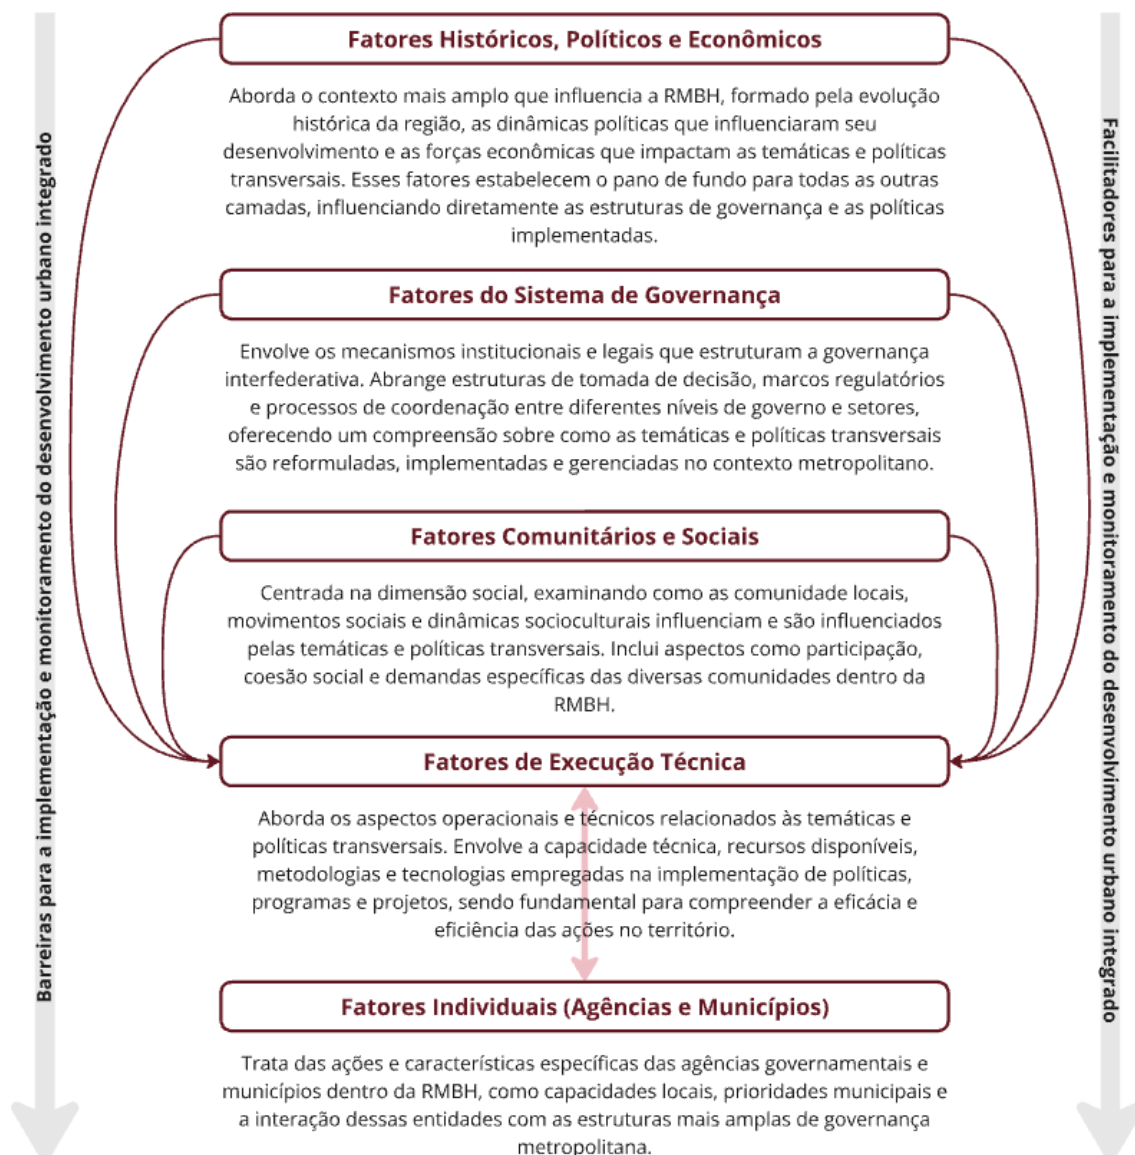 Fatores Históricos, Políticos e Econômicos
Aborda o contexto mais amplo que influencia a RMBH, formado pela evolução
histórica da região, as dinâmicas políticas que influenciaram seu
desenvolvimento e as forças econômicas que impactam as temáticas e políticas
transversais. Esses fatores estabelecem o pano de fundo para todas as outras
camadas, influenciando diretamente as estruturas de governança e as políticas
implementadas.
Fatores do Sistema de Governança
Envolve os mecanismos institucionais e legais que estruturam a governança
interfederativa. Abrange estruturas de tomada de decisão, marcos regulatórios
e processos de coordenação entre diferentes níveis de governo e setores,
oferecendo um compreensão sobre como as temáticas e políticas transversais
são reformuladas, implementadas e gerenciadas no contexto metropolitano.
Fatores Comunitários e Sociais
Centrada na dimensão social, examinando como as comunidade locais,
movimentos sociais e dinâmicas socioculturais influenciam e são influenciados
pelas temáticas e políticas transversais. Inclui aspectos como participação,
coesão social e demandas específicas das diversas comunidades dentro da
RMBH.
Fatores de Execução Técnica
Aborda os aspectos operacionais e técnicos relacionados às temáticas e
políticas transversais. Envolve a capacidade técnica, recursos disponíveis,
metodologias e tecnologias empregadas na implementação de políticas,
programas e projetos, sendo fundamental para compreender a eficácia e
eficiência das ações no território.
Fatores Individuais (Agências e Municípios)
Trata das ações e características específicas das agências governamentais e
municípios dentro da RMBH, como capacidades locais, prioridades municipais e
a interação dessas entidades com as estruturas mais amplas de governança
metropolitana.
Barreiras para a implementação e monitoramento do desenvolvimento urbano integrado
Facilitadores para a implementação e monitoramento do desenvolvimento urbano integrado